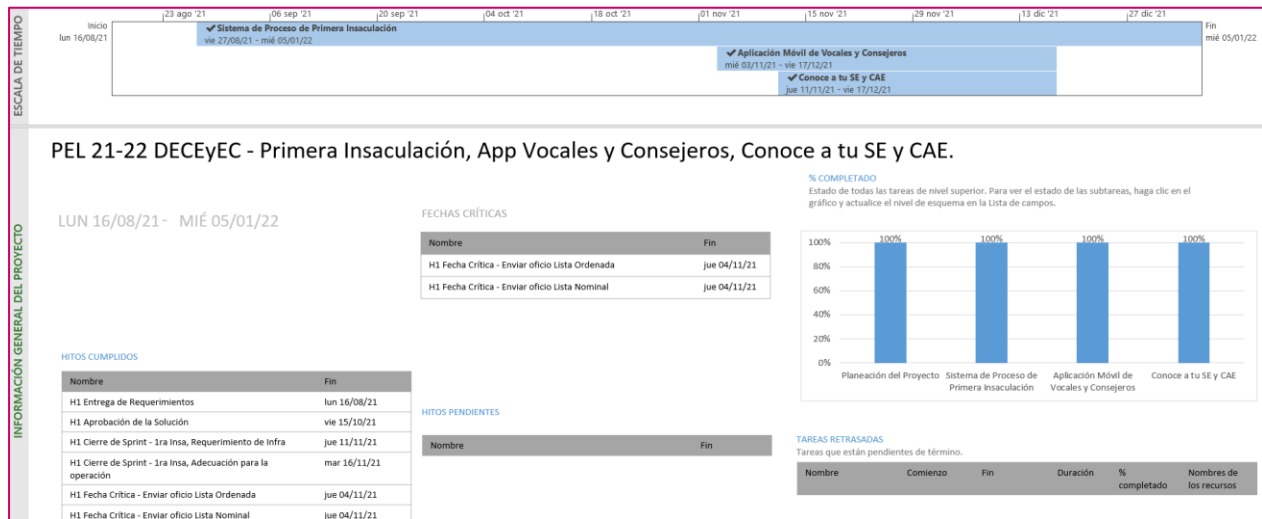 ESCALA DE TIEMPO
23 ago '21 06 sep '21 20 sep '21 04 oct '21 18 oct '21 01 nov '21 15 nov '21 29 nov '21 13 dic '21 27 dic '21
Inicio
lun 16/08/21
✔Sistema de Proceso de Primera Insaculación
vie 27/08/21 - mié 05/01/22
Fin
mié 05/01/22
✔Aplicación Móvil de Vocales y Consejeros
mié 03/11/21 - vie 17/12/21
✔Conoce a tu SE y CAE
jue 11/11/21 - vie 17/12/21
INFORMACIÓN GENERAL DEL PROYECTO
PEL 21-22 DECEyEC - Primera Insaculación, App Vocales y Consejeros, Conoce a tu SE y CAE.
LUN 16/08/21 - MIÉ 05/01/22
FECHAS CRÍTICAS
Nombre Fin
H1 Fecha Crítica - Enviar oficio Lista Ordenada jue 04/11/21
H1 Fecha Crítica - Enviar oficio Lista Nominal jue 04/11/21
% COMPLETADO
Estado de todas las tareas de nivel superior. Para ver el estado de las subtareas, haga clic en el
gráfico y actualice el nivel de esquema en la Lista de campos.
100% 100% 100% 100%
100%
80%
60%
40%
20%
0%
Planeación del Proyecto Sistema de Proceso de Aplicación Móvil de Conoce a tu SE y CAE
Primera Insaculación Vocales y Consejeros
HITOS CUMPLIDOS
Nombre Fin
H1 Entrega de Requerimientos lun 16/08/21
H1 Aprobación de la Solución vie 15/10/21
H1 Cierre de Sprint - 1ra Insa, Requerimiento de Infra jue 11/11/21
H1 Cierre de Sprint - 1ra Insa, Adecuación para la mar 16/11/21
operación
H1 Fecha Crítica - Enviar oficio Lista Ordenada jue 04/11/21
H1 Fecha Crítica - Enviar oficio Lista Nominal jue 04/11/21
HITOS PENDIENTES
Nombre Fin
TAREAS RETRASADAS
Tareas que están pendientes de término.
Nombre Comienzo Fin Duración % Nombres de
completado los recursos